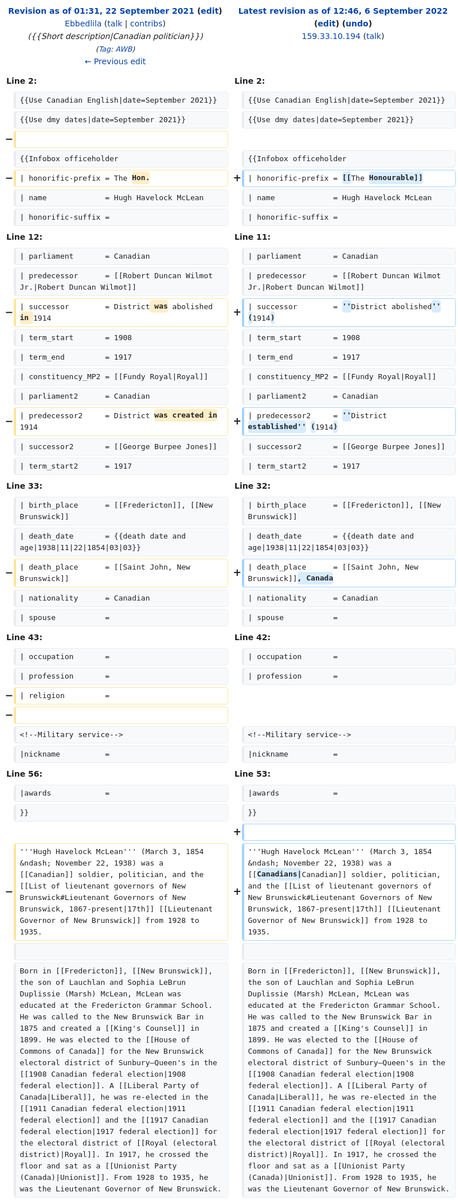 Revision as of 01:31, 22 September 2021 (edit)
Ebbedlila (talk | contribs)
({{Short description|Canadian politician}})
(Tag: AWB)
← Previous edit
Latest revision as of 12:46, 6 September 2022
(edit) (undo)
159.33.10.194 (talk)
Line 2:
Line 2:
{{Use Canadian English|date=September 2021}}
{{Use Canadian English|date=September 2021}}
{{Use dmy dates|date=September 2021}}
{{Use dmy dates|date=September 2021}}
−
{{Infobox officeholder
{{Infobox officeholder
− | honorific-prefix = The Hon.
+ | honorific-prefix = [[The Honourable]]
| name = Hugh Havelock McLean
| name = Hugh Havelock McLean
| honorific-suffix =
| honorific-suffix =
Line 12:
Line 11:
| parliament = Canadian
| parliament = Canadian
| predecessor = [[Robert Duncan Wilmot
Jr.|Robert Duncan Wilmot]]
| predecessor = [[Robert Duncan Wilmot
Jr.|Robert Duncan Wilmot]]
− | successor = District was abolished
in 1914
+ | successor = ''District abolished''
(1914)
| term_start = 1908
| term_start = 1908
| term_end = 1917
| term_end = 1917
| constituency_MP2 = [[Fundy Royal|Royal]]
| constituency_MP2 = [[Fundy Royal|Royal]]
| parliament2 = Canadian
| parliament2 = Canadian
− | predecessor2 = District was created in
1914
+ | predecessor2 = ''District
established'' (1914)
| successor2 = [[George Burpee Jones]]
| successor2 = [[George Burpee Jones]]
| term_start2 = 1917
| term_start2 = 1917
Line 33:
Line 32:
| birth_place = [[Fredericton]], [[New
Brunswick]]
| birth_place = [[Fredericton]], [[New
Brunswick]]
| death_date = {{death date and
age|1938|11|22|1854|03|03}}
| death_date = {{death date and
age|1938|11|22|1854|03|03}}
− | death_place = [[Saint John, New
Brunswick]]
+ | death_place = [[Saint John, New
Brunswick]], Canada
| nationality = Canadian
| nationality = Canadian
| spouse =
| spouse =
Line 43:
Line 42:
| occupation =
| occupation =
| profession =
| profession =
− | religion =
−
<!--Military service-->
<!--Military service-->
|nickname =
|nickname =
Line 56:
Line 53:
|awards =
|awards =
}}
}}
+
− '''Hugh Havelock McLean''' (March 3, 1854
&ndash; November 22, 1938) was a
[[Canadian]] soldier, politician, and the
[[List of lieutenant governors of New
Brunswick#Lieutenant Governors of New
Brunswick, 1867-present|17th]] [[Lieutenant
Governor of New Brunswick]] from 1928 to
1935.
+ '''Hugh Havelock McLean''' (March 3, 1854
&ndash; November 22, 1938) was a
[[Canadians|Canadian]] soldier, politician,
and the [[List of lieutenant governors of New
Brunswick#Lieutenant Governors of New
Brunswick, 1867-present|17th]] [[Lieutenant
Governor of New Brunswick]] from 1928 to
1935.
Born in [[Fredericton]], [[New Brunswick]],
the son of Lauchlan and Sophia LeBrun
Duplissie (Marsh) McLean, McLean was
educated at the Fredericton Grammar School.
He was called to the New Brunswick Bar in
1875 and created a [[King's Counsel]] in
1899. He was elected to the [[House of
Commons of Canada]] for the New Brunswick
electoral district of Sunbury—Queen's in the
[[1908 Canadian federal election|1908
federal election]]. A [[Liberal Party of
Canada|Liberal]], he was re-elected in the
[[1911 Canadian federal election|1911
federal election]] and the [[1917 Canadian
federal election|1917 federal election]] for
the electoral district of [[Royal (electoral
district)|Royal]]. In 1917, he crossed the
floor and sat as a [[Unionist Party
(Canada)|Unionist]]. From 1928 to 1935, he
was the Lieutenant Governor of New Brunswick.
Born in [[Fredericton]], [[New Brunswick]],
the son of Lauchlan and Sophia LeBrun
Duplissie (Marsh) McLean, McLean was
educated at the Fredericton Grammar School.
He was called to the New Brunswick Bar in
1875 and created a [[King's Counsel]] in
1899. He was elected to the [[House of
Commons of Canada]] for the New Brunswick
electoral district of Sunbury—Queen's in the
[[1908 Canadian federal election|1908
federal election]]. A [[Liberal Party of
Canada|Liberal]], he was re-elected in the
[[1911 Canadian federal election|1911
federal election]] and the [[1917 Canadian
federal election|1917 federal election]] for
the electoral district of [[Royal (electoral
district)|Royal]]. In 1917, he crossed the
floor and sat as a [[Unionist Party
(Canada)|Unionist]]. From 1928 to 1935, he
was the Lieutenant Governor of New Brunswick.